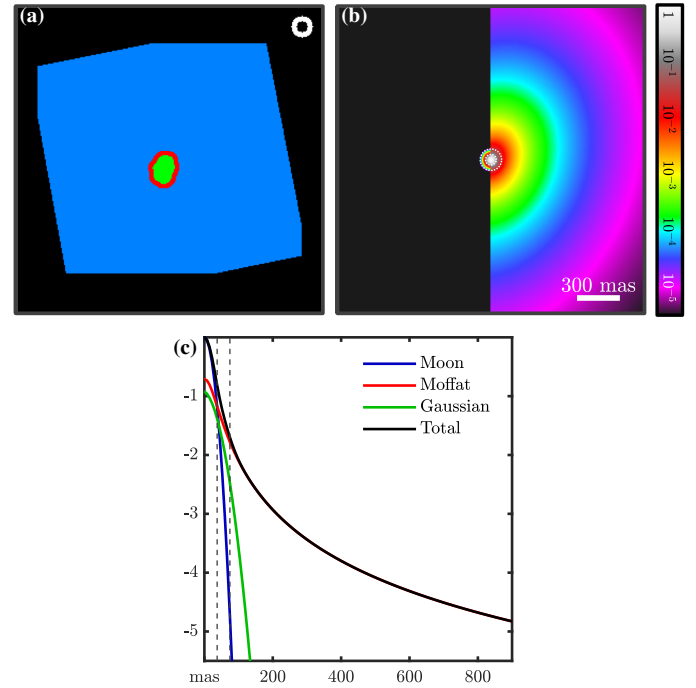 (a)
(b)
300 mas
1
10⁻¹
10⁻²
10⁻³
10⁻⁴
10⁻⁵
(c)
Moon
Moffat
Gaussian
Total
-1
-2
-3
-4
-5
mas 200 400 600 800